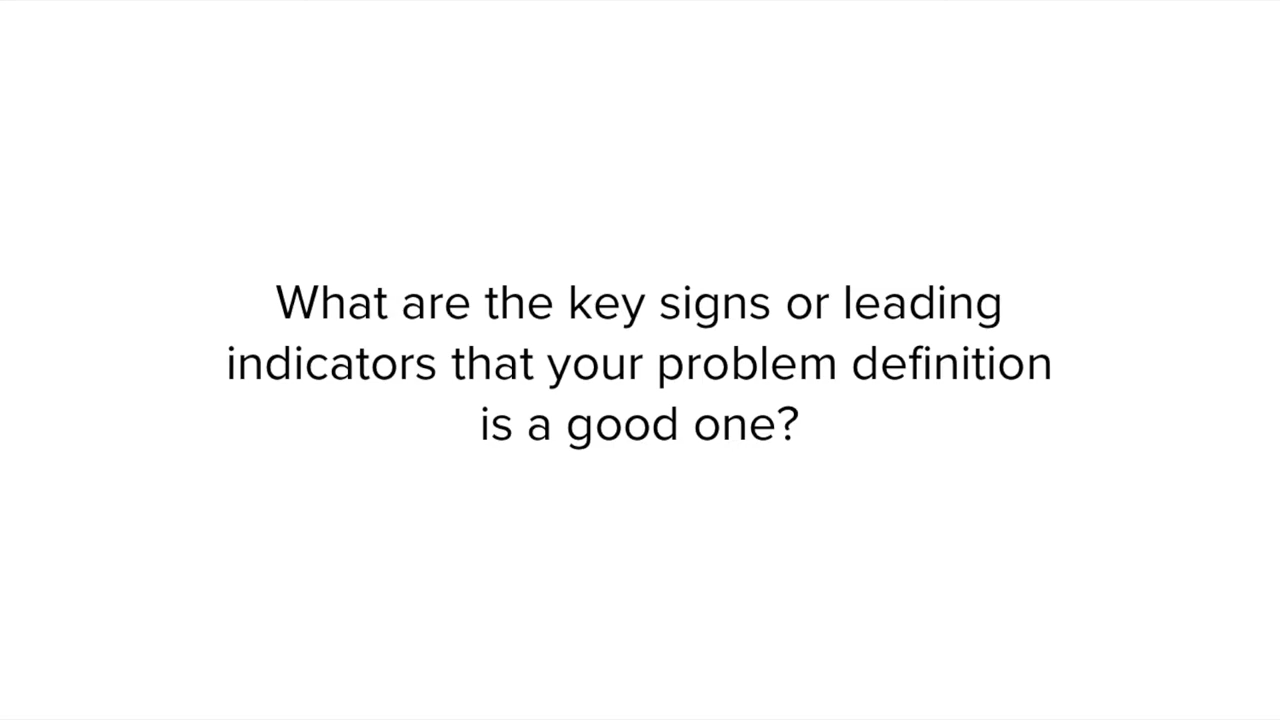 What are the key signs or leading
indicators that your problem definition
is a good one?